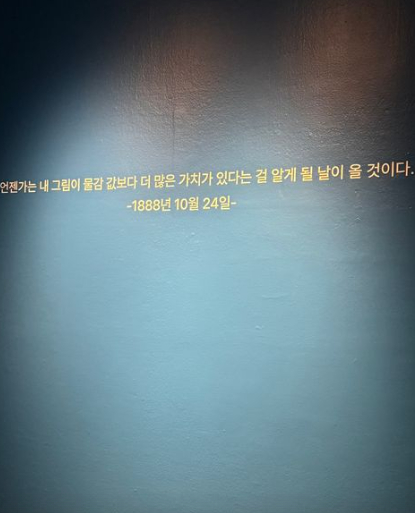 언젠가는 내 그림이 물감 값보다 더 많은 가치가 있다는 걸 알게 될 날이 올 것이다.
-1888년 10월 24일-